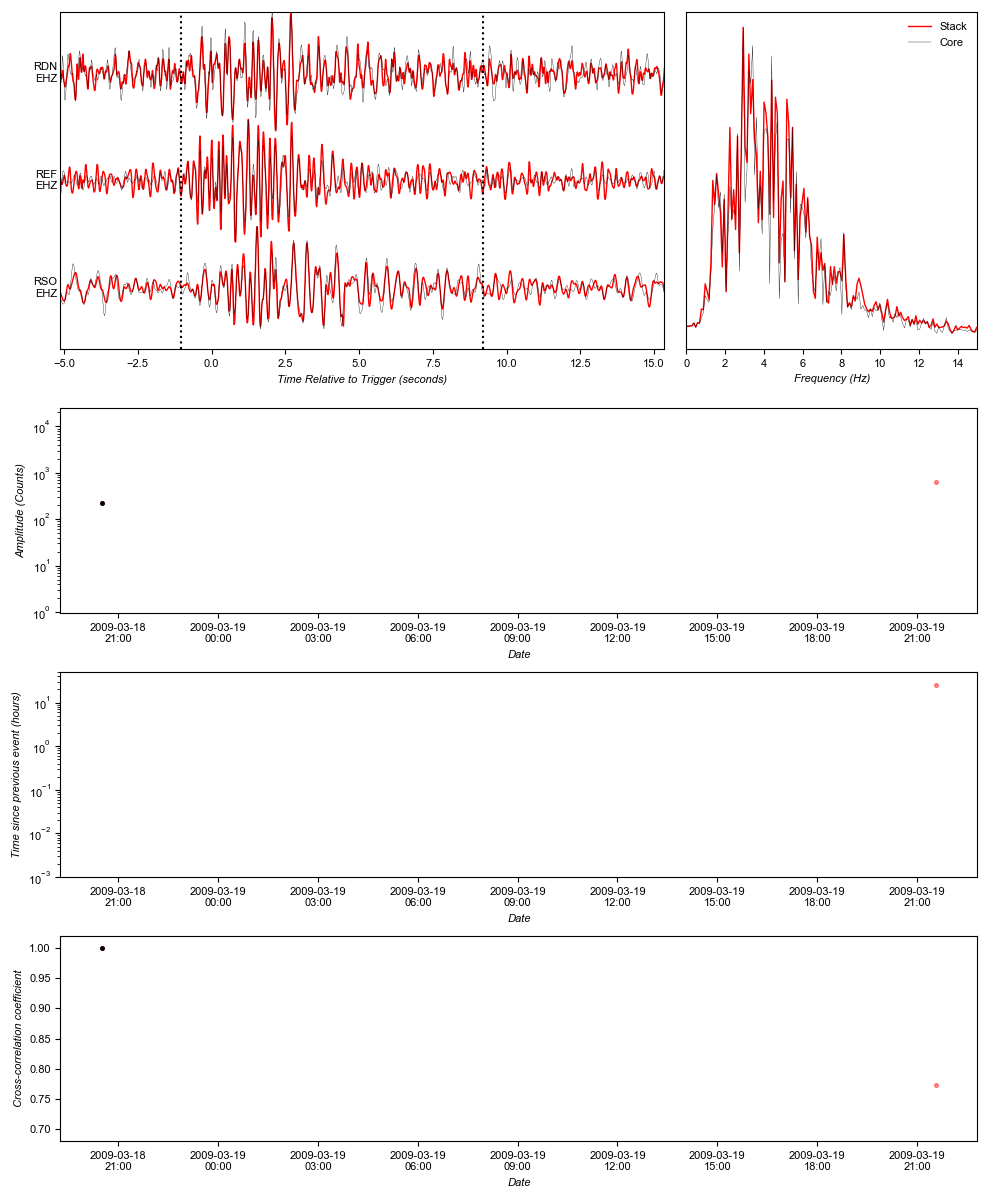 RDN
EHZ
REF
EHZ
RSO
EHZ
−5.0 −2.5 0.0 2.5 5.0 7.5 10.0 12.5 15.0
Time Relative to Trigger (seconds)
Stack
Core
0 2 4 6 8 10 12 14
Frequency (Hz)
Amplitude (Counts)
10⁴
10³
10²
10¹
10⁰
2009-03-18 2009-03-19 2009-03-19 2009-03-19 2009-03-19 2009-03-19 2009-03-19 2009-03-19 2009-03-19
21:00 00:00 03:00 06:00 09:00 12:00 15:00 18:00 21:00
Date
Time since previous event (hours)
10¹
10⁰
10⁻¹
10⁻²
10⁻³
2009-03-18 2009-03-19 2009-03-19 2009-03-19 2009-03-19 2009-03-19 2009-03-19 2009-03-19 2009-03-19
21:00 00:00 03:00 06:00 09:00 12:00 15:00 18:00 21:00
Date
Cross-correlation coefficient
1.00
0.95
0.90
0.85
0.80
0.75
0.70
2009-03-18 2009-03-19 2009-03-19 2009-03-19 2009-03-19 2009-03-19 2009-03-19 2009-03-19 2009-03-19
21:00 00:00 03:00 06:00 09:00 12:00 15:00 18:00 21:00
Date